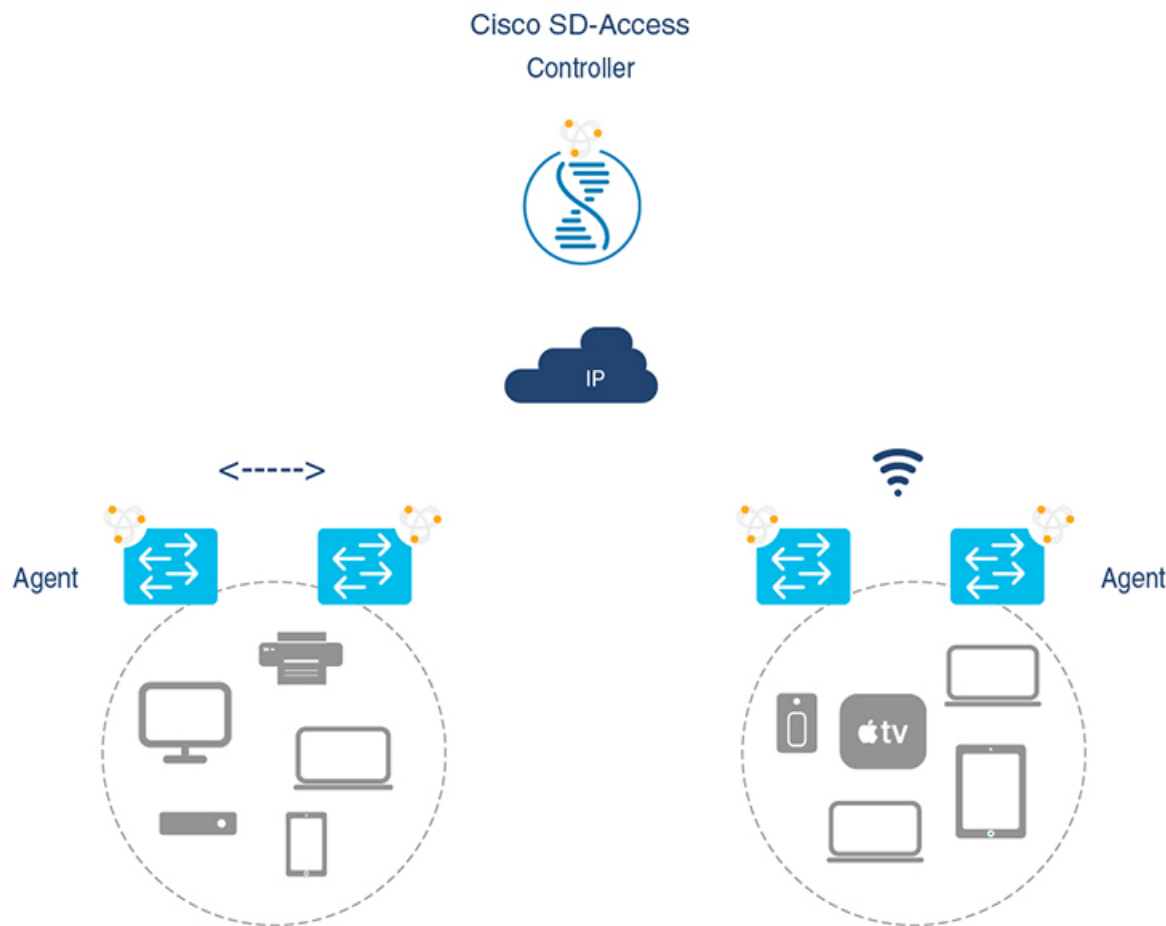 Cisco SD-Access
Controller
IP
<----->
Agent
Agent
tv